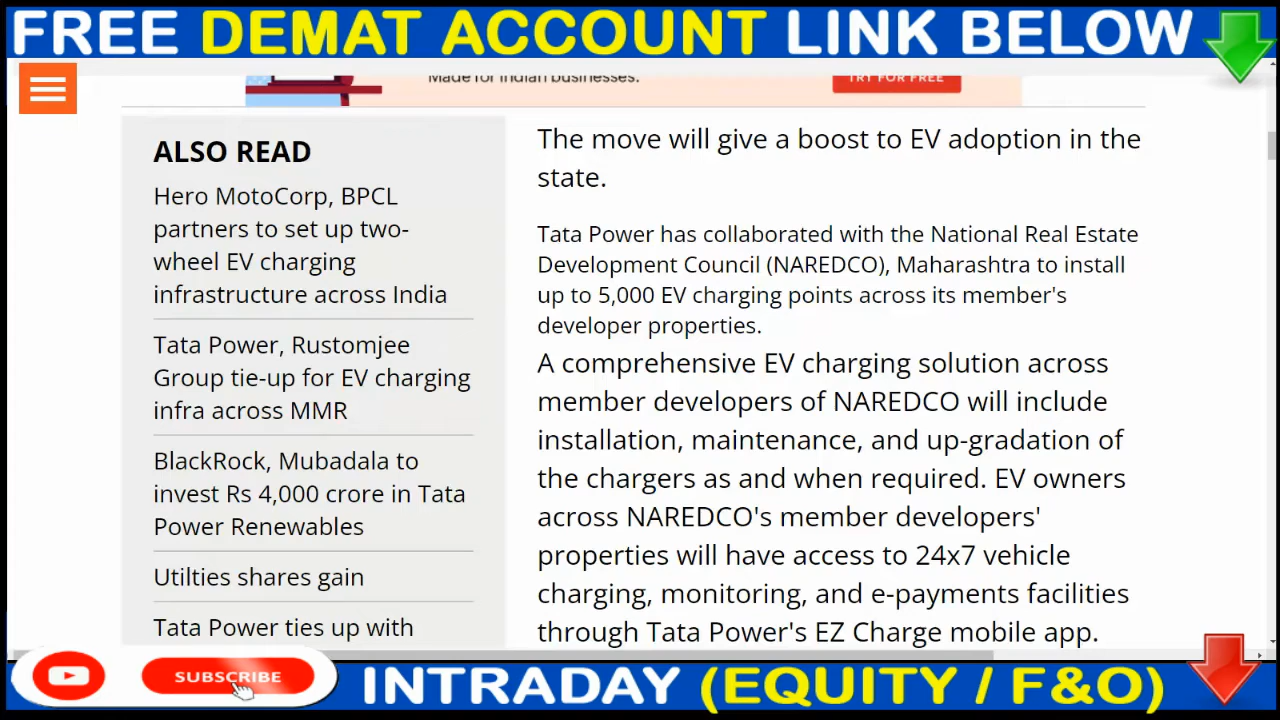 FREE DEMAT ACCOUNT LINK BELOW
Made for Indian businesses.
TRY FOR FREE
ALSO READ
Hero MotoCorp, BPCL
partners to set up two-
wheel EV charging
infrastructure across India
Tata Power, Rustomjee
Group tie-up for EV charging
infra across MMR
BlackRock, Mubadala to
invest Rs 4,000 crore in Tata
Power Renewables
Utilties shares gain
Tata Power ties up with
The move will give a boost to EV adoption in the
state.
Tata Power has collaborated with the National Real Estate
Development Council (NAREDCO), Maharashtra to install
up to 5,000 EV charging points across its member's
developer properties.
A comprehensive EV charging solution across
member developers of NAREDCO will include
installation, maintenance, and up-gradation of
the chargers as and when required. EV owners
across NAREDCO's member developers'
properties will have access to 24x7 vehicle
charging, monitoring, and e-payments facilities
through Tata Power's EZ Charge mobile app.
SUBSCRIBE
INTRADAY (EQUITY / F&O)